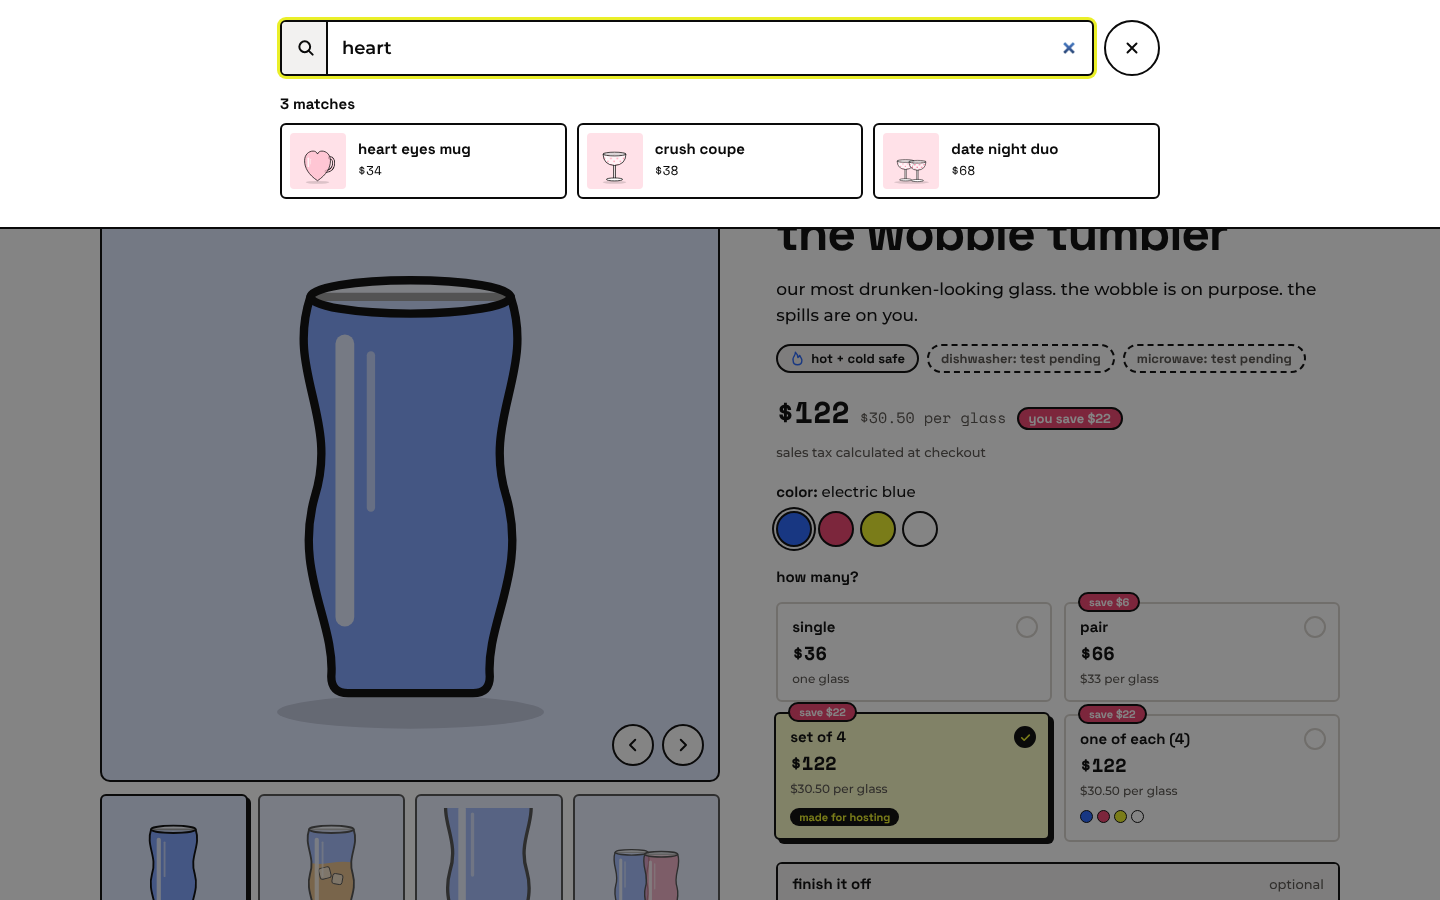 heart
3 matches
heart eyes mug
$34
crush coupe
$38
date night duo
$68
the wobble tumbler
our most drunken-looking glass. the wobble is on purpose. the
spills are on you.
hot + cold safe
dishwasher: test pending
microwave: test pending
$122 $30.50 per glass you save $22
sales tax calculated at checkout
color: electric blue
how many?
single
$36
one glass
save $6
pair
$66
$33 per glass
save $22
set of 4
$122
$30.50 per glass
made for hosting
save $22
one of each (4)
$122
$30.50 per glass
finish it off
optional